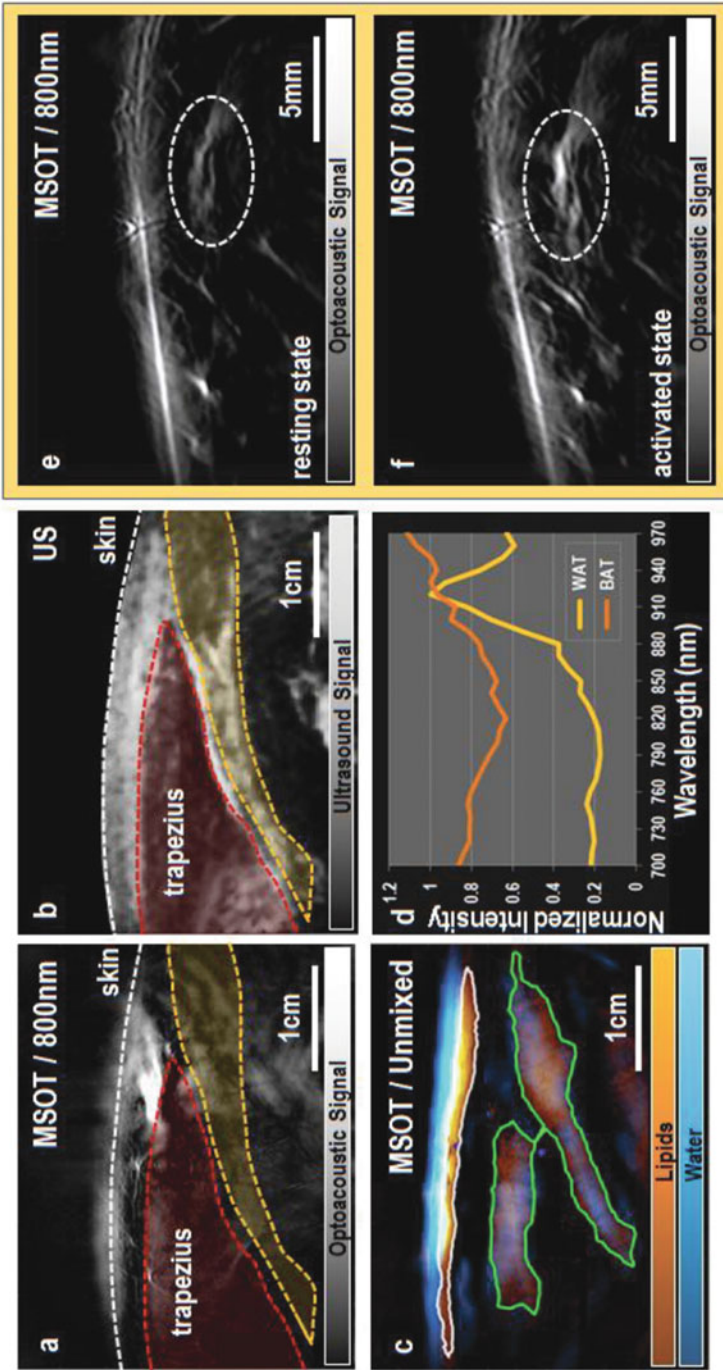 a
MSOT / 800nm
skin
trapezius
1cm
Optoacoustic Signal
b
US
skin
trapezius
1cm
Ultrasound Signal
c
MSOT / Unmixed
1cm
Lipids
Water
d
Normalized Intensity
1.2
1
0.8
0.6
0.4
0.2
0
WAT
BAT
700 730 760 790 820 850 880 910 940 970
Wavelength (nm)
e
MSOT / 800nm
resting state
5mm
Optoacoustic Signal
f
MSOT / 800nm
activated state
5mm
Optoacoustic Signal